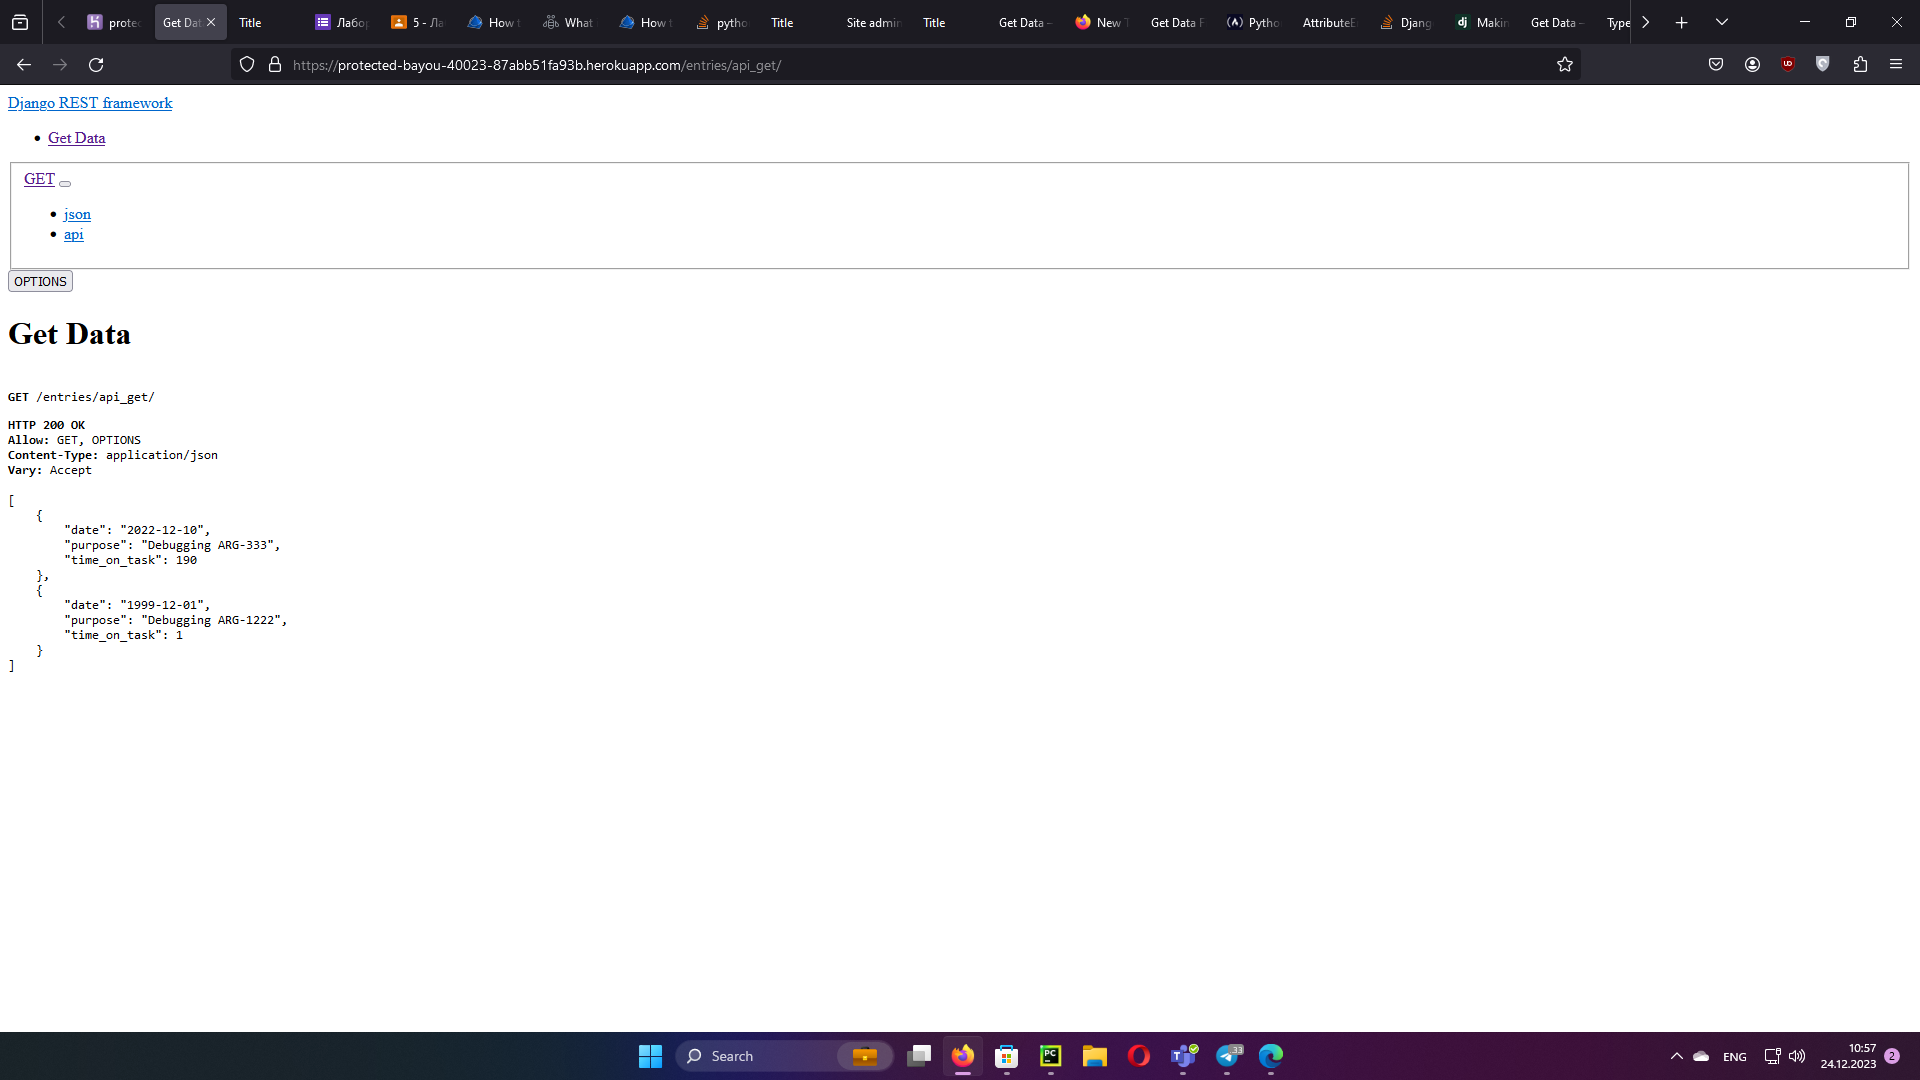 protec
Get Dat
Title
Лабор
5 - Ла
How t
What
How t
pytho
Title
Site admin
Title
Get Data –
New T
Get Data F
Pytho
AttributeE
Djang
Makin
Get Data –
Type
https://protected-bayou-40023-87abb51fa93b.herokuapp.com/entries/api_get/
Django REST framework
Get Data
GET
json
api
OPTIONS
Get Data
GET /entries/api_get/
HTTP 200 OK
Allow: GET, OPTIONS
Content-Type: application/json
Vary: Accept
[
{
"date": "2022-12-10",
"purpose": "Debugging ARG-333",
"time_on_task": 190
},
{
"date": "1999-12-01",
"purpose": "Debugging ARG-1222",
"time_on_task": 1
}
]
Search
PC
33
ENG
10:57
24.12.2023
2